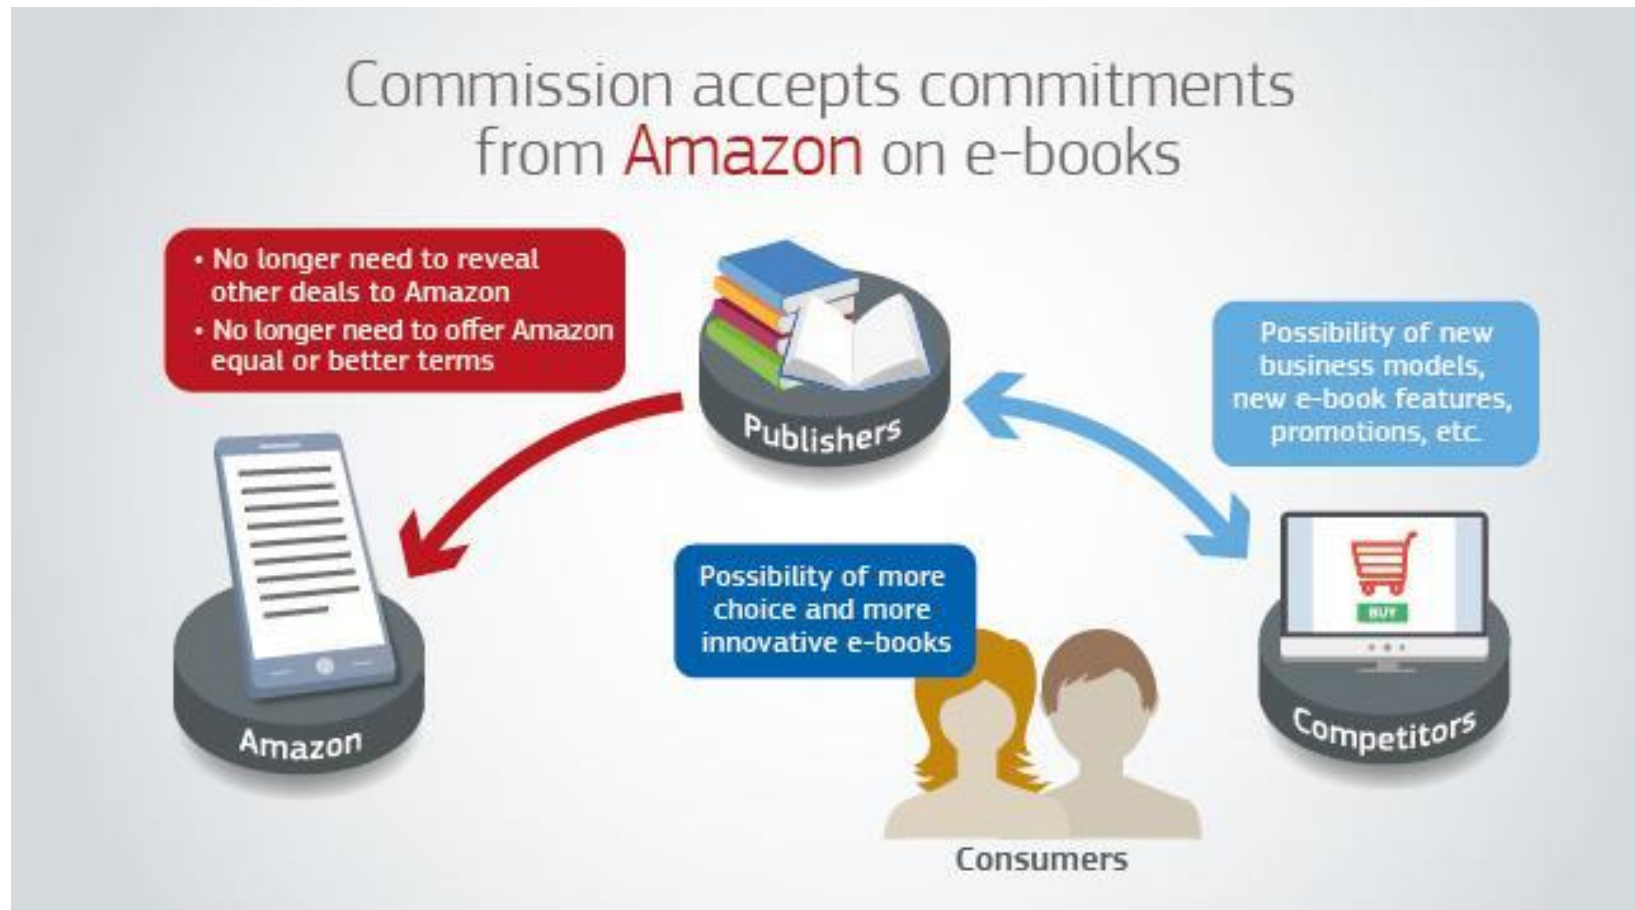 Commission accepts commitments
from Amazon on e-books
• No longer need to reveal
other deals to Amazon
• No longer need to offer Amazon
equal or better terms
Publishers
Possibility of new
business models,
new e-book features,
promotions, etc.
Possibility of more
choice and more
innovative e-books
BUY
Amazon
Competitors
Consumers